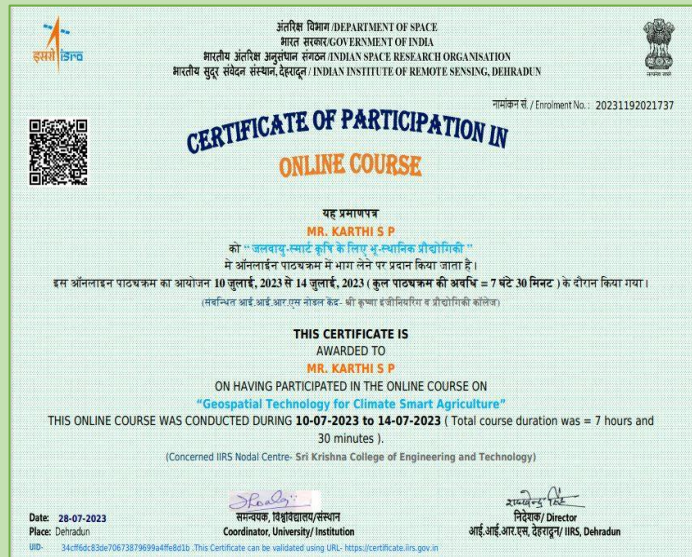 इसरो isro
अंतरिक्ष विभाग /DEPARTMENT OF SPACE
भारत सरकार/GOVERNMENT OF INDIA
भारतीय अंतरिक्ष अनुसंधान संगठन /INDIAN SPACE RESEARCH ORGANISATION
भारतीय सुदूर संवेदन संस्थान, देहरादून / INDIAN INSTITUTE OF REMOTE SENSING, DEHRADUN
सत्यमेव जयते
नामांकन सं. / Enrolment No.: 20231192021737
CERTIFICATE OF PARTICIPATION IN
ONLINE COURSE
यह प्रमाणपत्र
MR. KARTHI S P
को "जलवायु-स्मार्ट कृषि के लिए भू-स्थानिक प्रौद्योगिकी"
मे ऑनलाईन पाठ्यक्रम में भाग लेने पर प्रदान किया जाता है।
इस ऑनलाइन पाठ्यक्रम का आयोजन 10 जुलाई, 2023 से 14 जुलाई, 2023 ( कुल पाठ्यक्रम की अवधि = 7 घंटे 30 मिनट ) के दौरान किया गया।
(संबन्धित आई.आई.आर.एस नोडल केंद्र- श्री कृष्णा इंजीनियरिंग व प्रौद्योगिकी कॉलेज)
THIS CERTIFICATE IS
AWARDED TO
MR. KARTHI S P
ON HAVING PARTICIPATED IN THE ONLINE COURSE ON
"Geospatial Technology for Climate Smart Agriculture"
THIS ONLINE COURSE WAS CONDUCTED DURING 10-07-2023 to 14-07-2023 ( Total course duration was = 7 hours and
30 minutes ).
(Concerned IIRS Nodal Centre- Sri Krishna College of Engineering and Technology)
Date: 28-07-2023
Place: Dehradun
समन्वयक, विश्वविद्यालय/संस्थान
Coordinator, University/ Institution
निदेशक/ Director
आई.आई.आर.एस, देहरादून/ IIRS, Dehradun
UID- 34cff6dc83de70673879699a4ffe8d1b .This Certificate can be validated using URL- https://certificate.iirs.gov.in